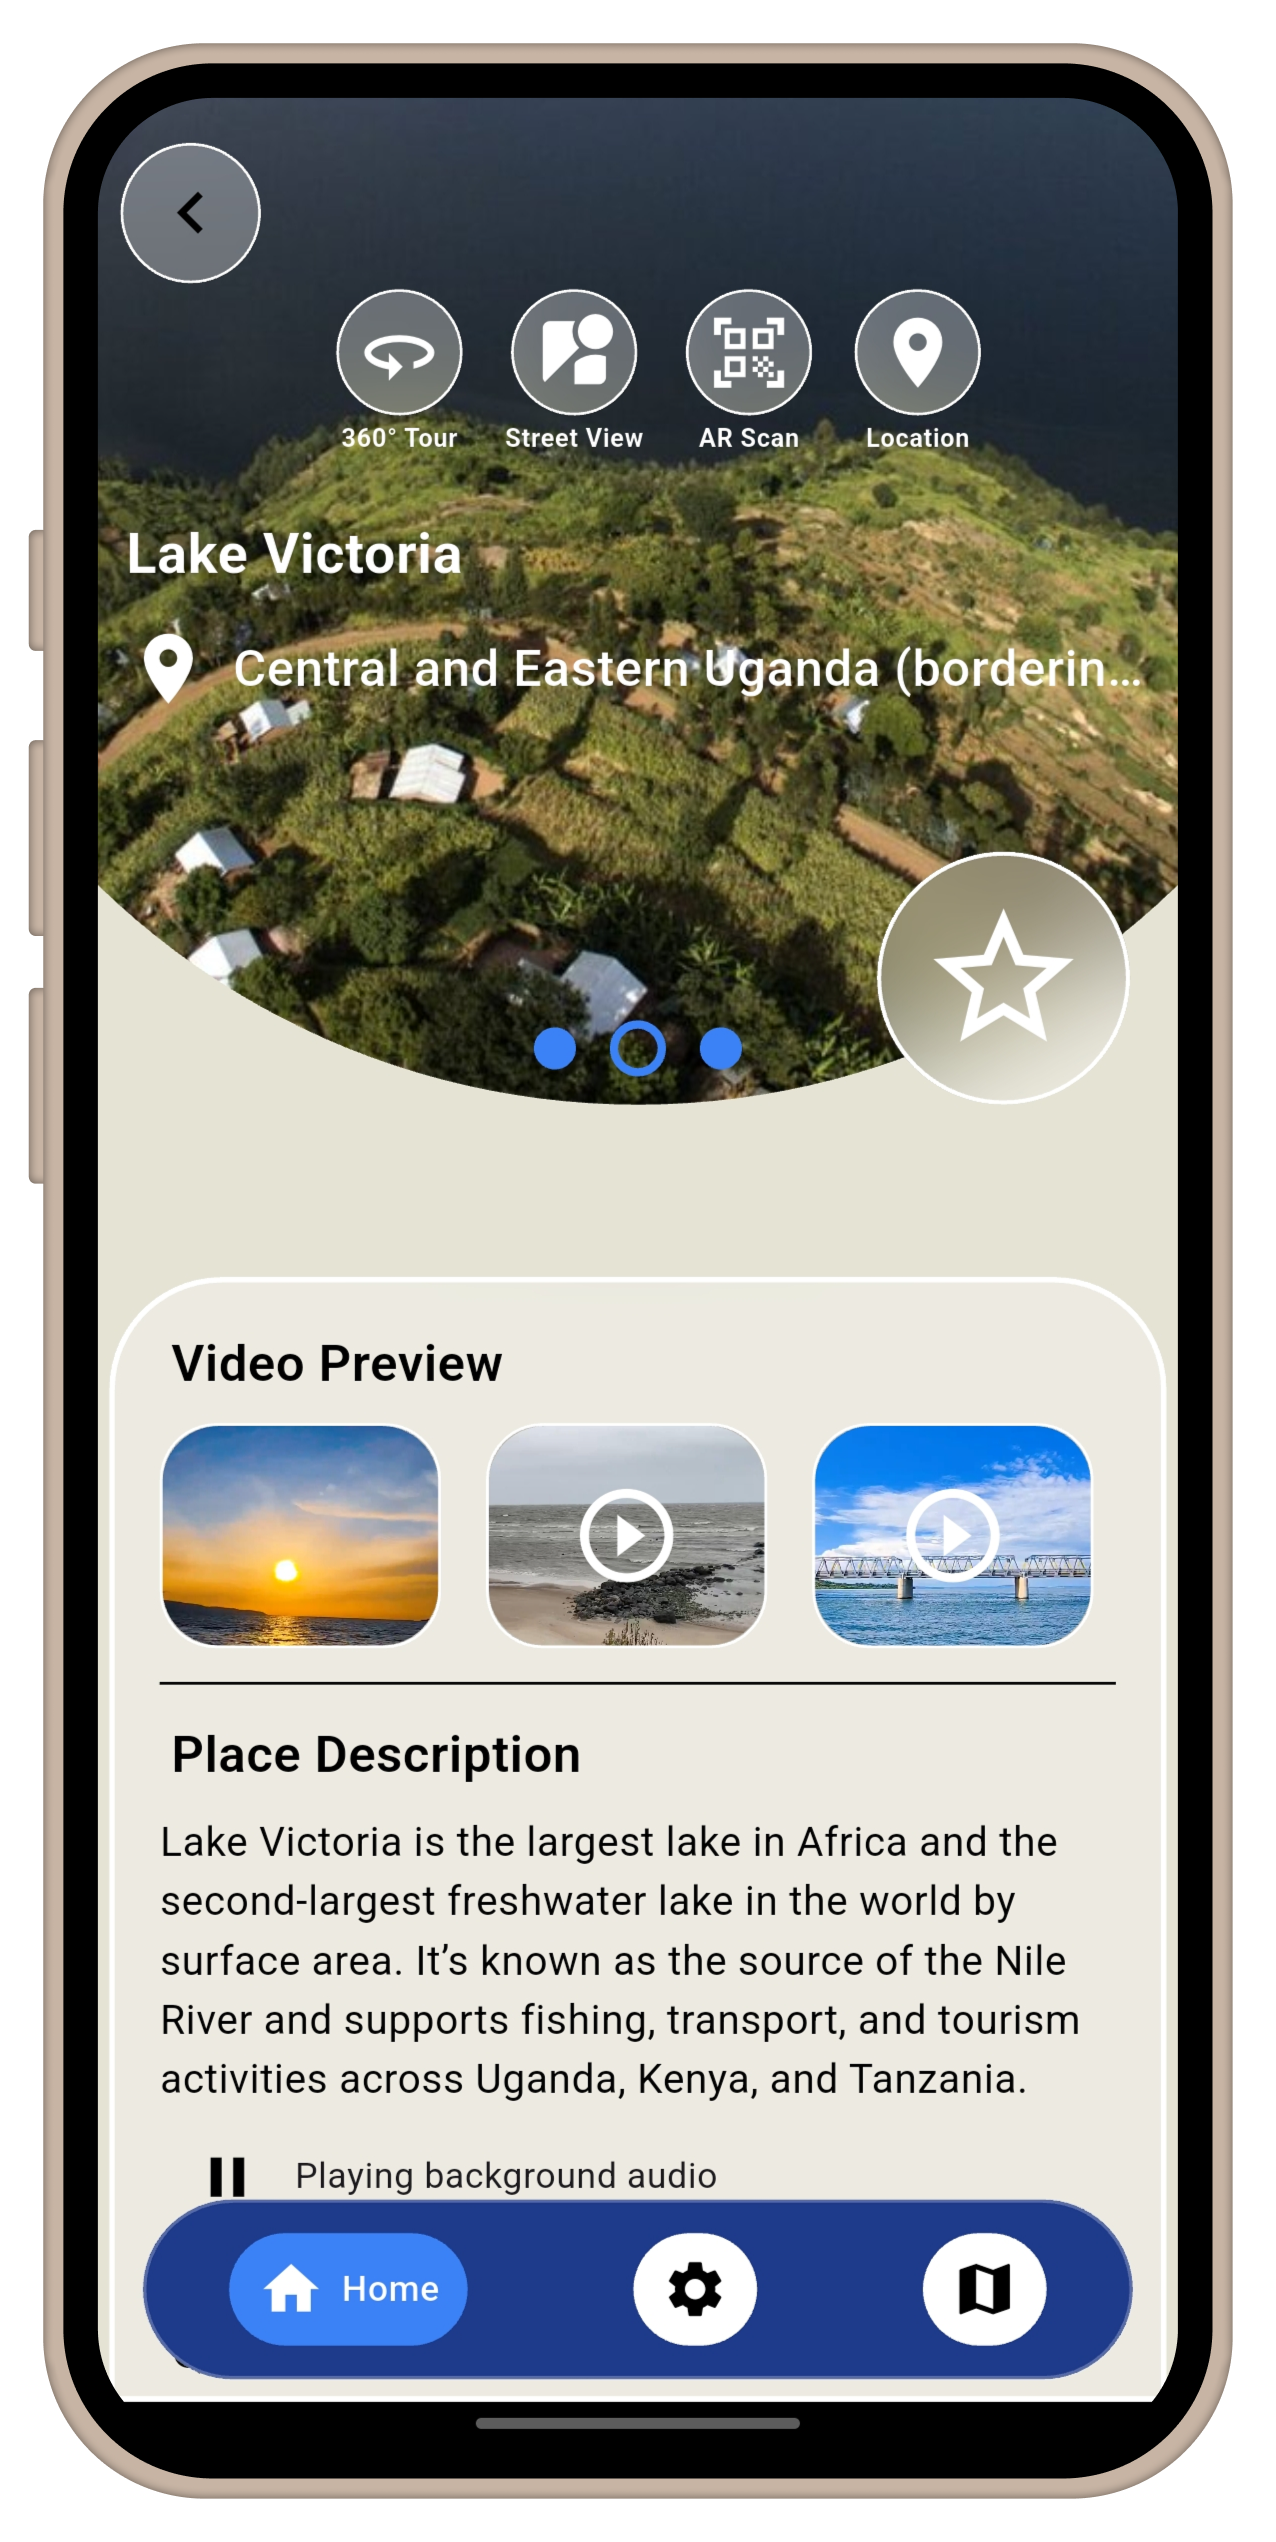 360° Tour
Street View
AR Scan
Location
Lake Victoria
Central and Eastern Uganda (borderin...
Video Preview
Place Description
Lake Victoria is the largest lake in Africa and the
second-largest freshwater lake in the world by
surface area. It’s known as the source of the Nile
River and supports fishing, transport, and tourism
activities across Uganda, Kenya, and Tanzania.
Playing background audio
Home